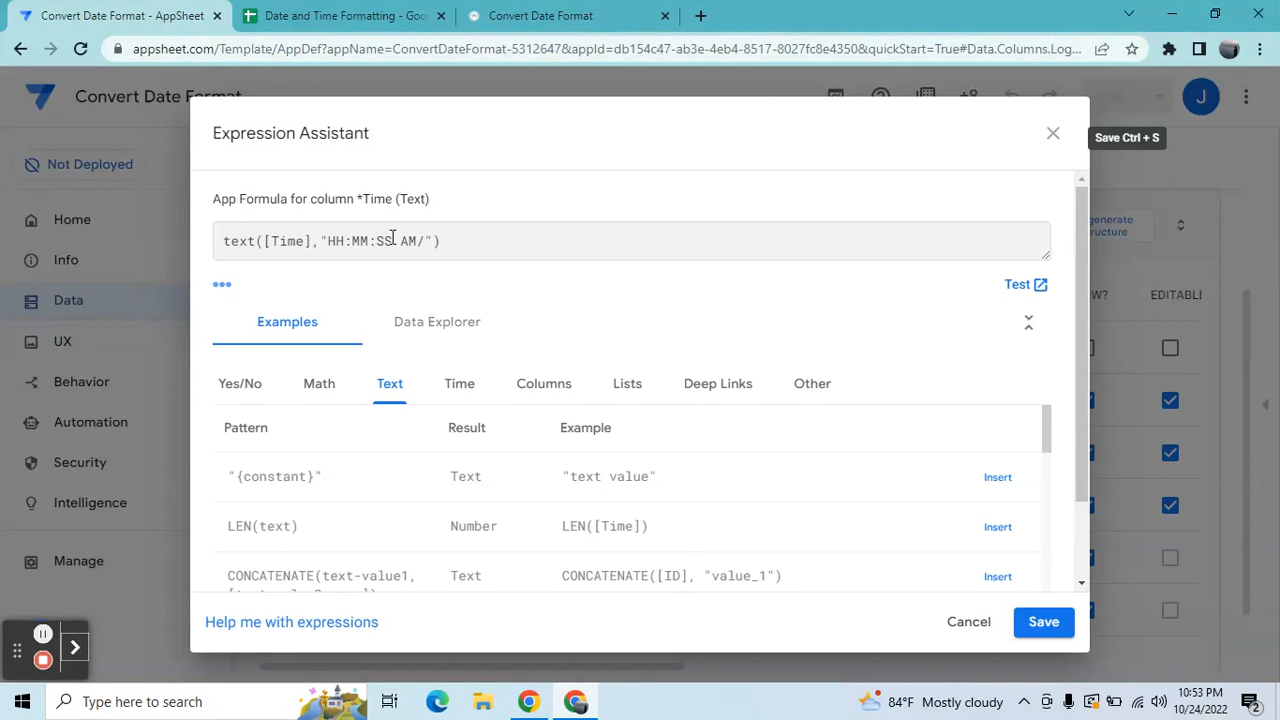 Convert Date Format - AppSheet
Date and Time Formatting - Goo
Convert Date Format
appsheet.com/Template/AppDef?appName=ConvertDateFormat-5312647&appId=db154c47-ab3e-4eb4-8517-8027fc8e4350&quickStart=True#Data.Columns.Log...
Convert Date Format
J
Not Deployed
Home
Info
Data
UX
Behavior
Automation
Security
Intelligence
Manage
Expression Assistant
Save Ctrl + S
App Formula for column *Time (Text)
text([Time],"HH:MM:SS AM/")
Test
Examples
Data Explorer
Yes/No
Math
Text
Time
Columns
Lists
Deep Links
Other
Pattern
Result
Example
"{constant}"
Text
"text value"
Insert
LEN(text)
Number
LEN([Time])
Insert
CONCATENATE(text-value1,
Text
CONCATENATE([ID], "value_1")
Insert
Help me with expressions
Cancel
Save
egenerate
structure
OW?
EDITABLE
Type here to search
84°F Mostly cloudy
10:53 PM
10/24/2022
2